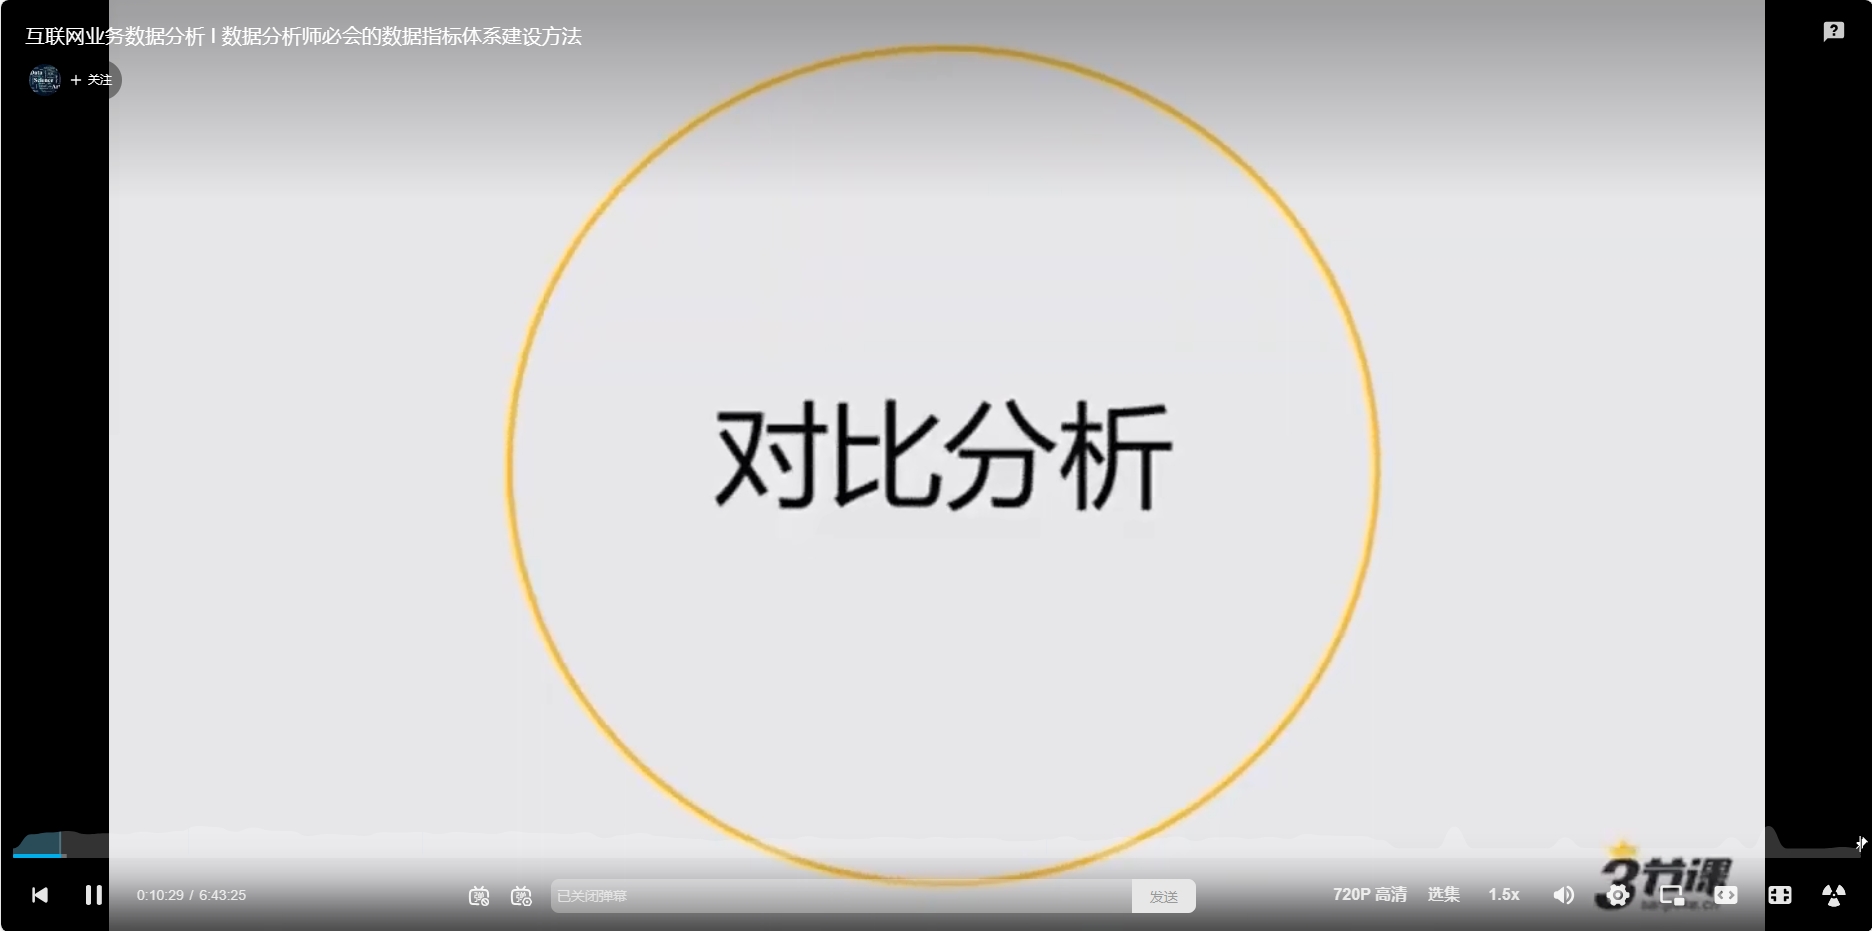 互联网业务数据分析 l 数据分析师必会的数据指标体系建设方法
Data
Science
+ 关注
对比分析
3节课
0:10:29 / 6:43:25
已关闭弹幕
发送
720P 高清
选集
1.5x